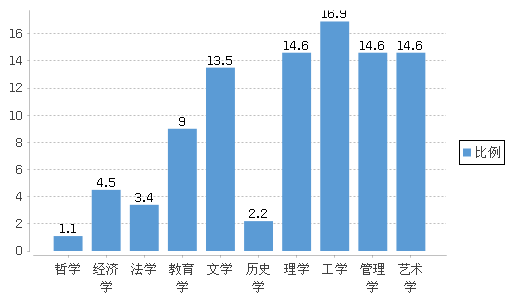 16.9
14.6
14.6
14.6
13.5
9
4.5
3.4
2.2
1.1
16
14
12
10
8
6
4
2
0
哲学
经济
学
法学
教育
学
文学
历史
学
理学
工学
管理
学
艺术
学
比例